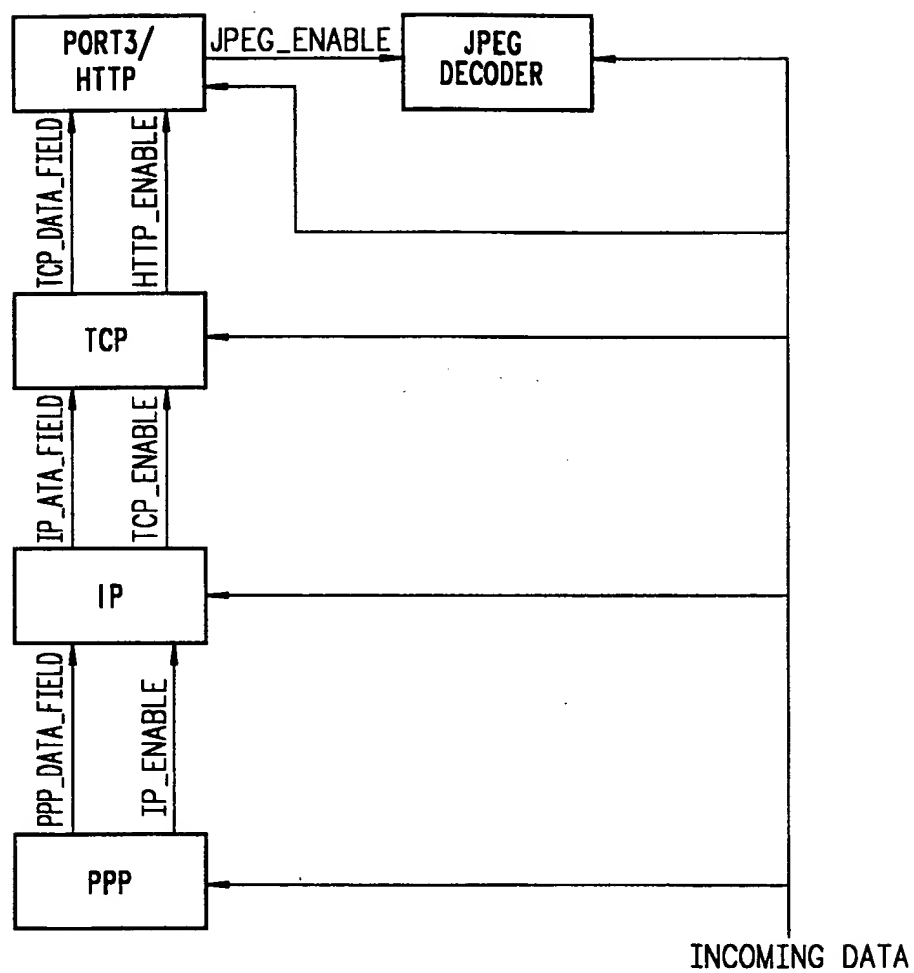 PORT3/
HTTP
JPEG_ENABLE
JPEG
DECODER
TCP_DATA_FIELD
HTTP_ENABLE
TCP
IP_ATA_FIELD
TCP_ENABLE
IP
PPP_DATA_FIELD
IP_ENABLE
PPP
INCOMING DATA